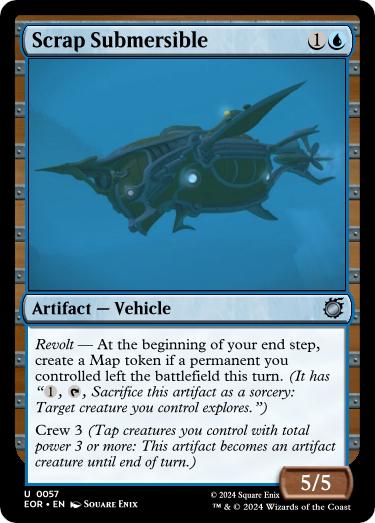 Scrap Submersible 1
Artifact — Vehicle
Revolt — At the beginning of your end step,
create a Map token if a permanent you
controlled left the battlefield this turn. (It has
“1, , Sacrifice this artifact as a sorcery:
Target creature you control explores.”)
Crew 3 (Tap creatures you control with total
power 3 or more: This artifact becomes an artifact
creature until end of turn.)
5/5
U 0057
EOR • EN Square Enix
© 2024 Square Enix
™ & © 2024 Wizards of the Coast